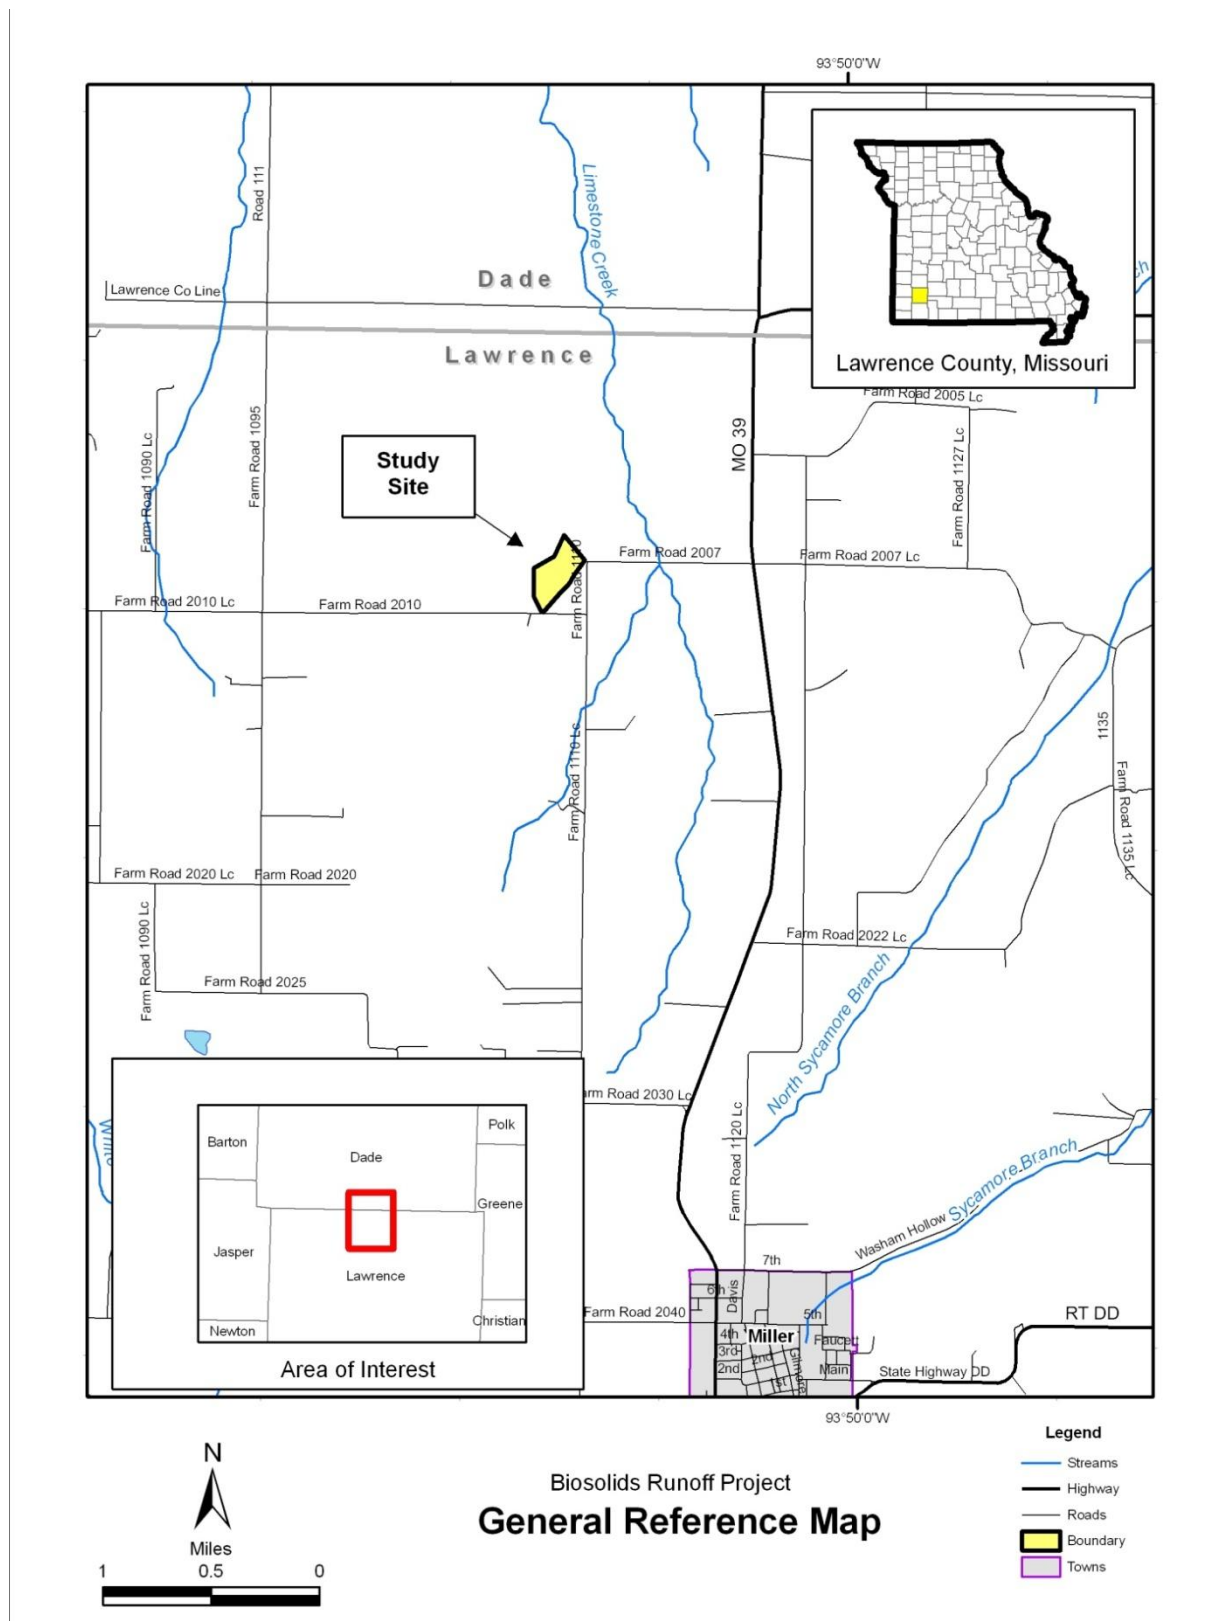 93°50'0"W
Road 111
Limestone Creek
Lawrence Co Line
Dade
Lawrence
Lawrence County, Missouri
ch
Farm Road 2005 Lc
Farm Road 1090 Lc
Farm Road 1095
MO 39
Farm Road 1127 Lc
Study
Site
Farm Road 1110
Farm Road 2007
Farm Road 2007 Lc
Farm Road 2010 Lc
Farm Road 2010
Farm Road 1110 Lc
1135
Farm Road 1135 Lc
Farm Road 2020 Lc
Farm Road 2020
Farm Road 1090 Lc
Farm Road 2022 Lc
Farm Road 2025
North Sycamore Branch
arm Road 2030 Lc
Farm Road 1120 Lc
White
Barton
Dade
Polk
Greene
Jasper
Lawrence
Newton
Christian
Area of Interest
Washam Hollow
Sycamore Branch
7th
6th
Davis
Farm Road 2040
5th
4th
Miller
Faucett
3rd
2nd
2nd
Gilmore
Main
1st
RT DD
State Highway DD
93°50'0"W
Legend
Streams
Highway
Roads
Boundary
Towns
N
Biosolids Runoff Project
General Reference Map
Miles
1 0.5 0